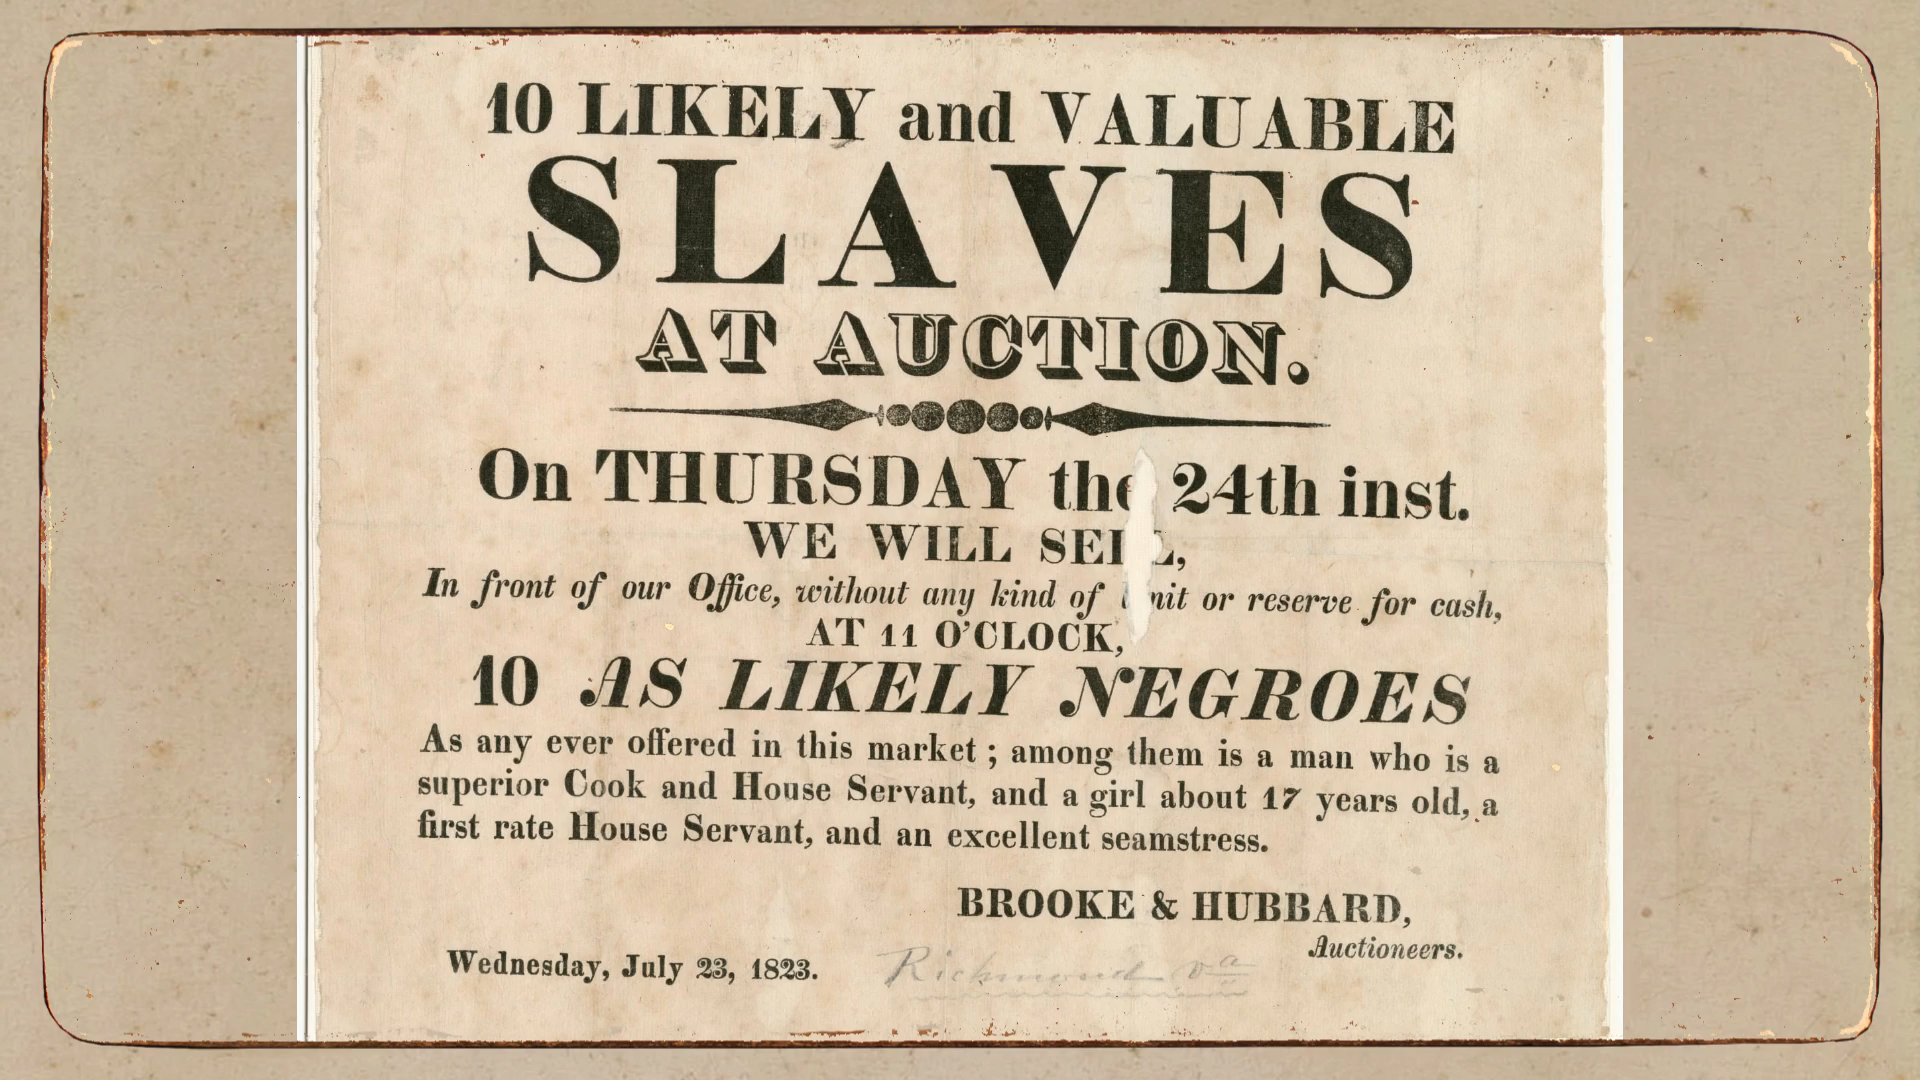 10 LIKELY and VALUABLE
SLAVES
AT AUCTION.
On THURSDAY the 24th inst.
WE WILL SELL,
In front of our Office, without any kind of limit or reserve for cash,
AT 11 O'CLOCK,
10 AS LIKELY NEGROES
As any ever offered in this market; among them is a man who is a
superior Cook and House Servant, and a girl about 17 years old, a
first rate House Servant, and an excellent seamstress.
BROOKE & HUBBARD,
Auctioneers.
Wednesday, July 23, 1823.
Richmond va